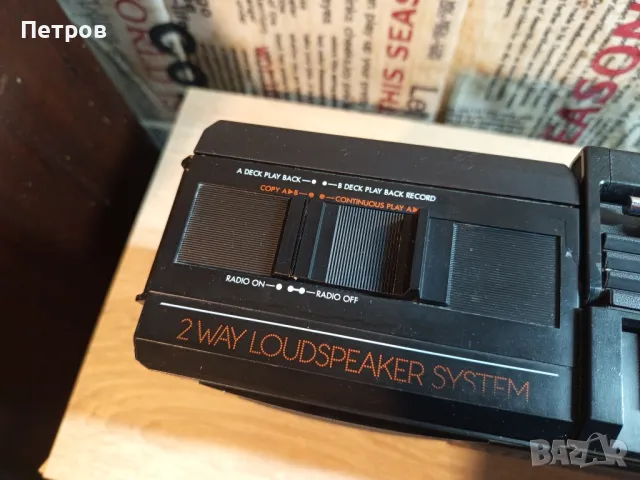 Петров
THIS SEAS
SEASON
A DECK PLAY BACK
B DECK PLAY BACK RECORD
COPY A▶B
CONTINUOUS PLAY A▶
RADIO ON
RADIO OFF
2 WAY LOUDSPEAKER SYSTEM
BAZAR